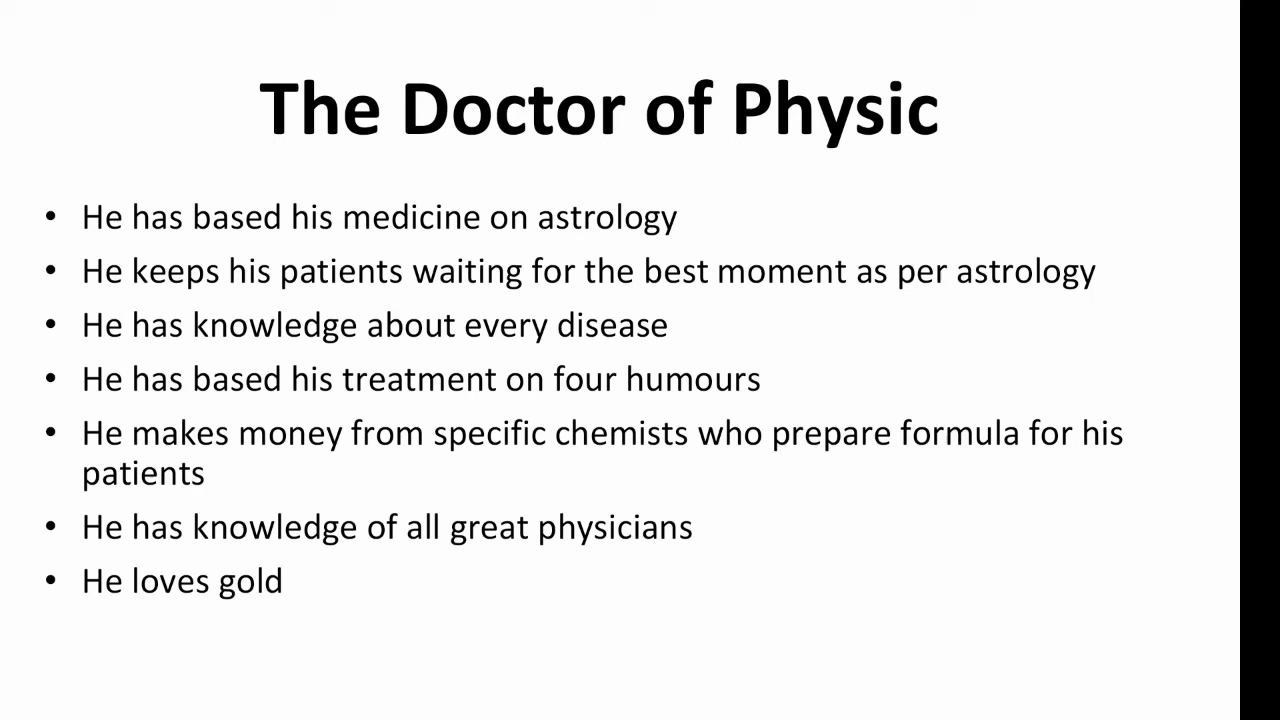 The Doctor of Physic
• He has based his medicine on astrology
• He keeps his patients waiting for the best moment as per astrology
• He has knowledge about every disease
• He has based his treatment on four humours
• He makes money from specific chemists who prepare formula for his
patients
• He has knowledge of all great physicians
• He loves gold